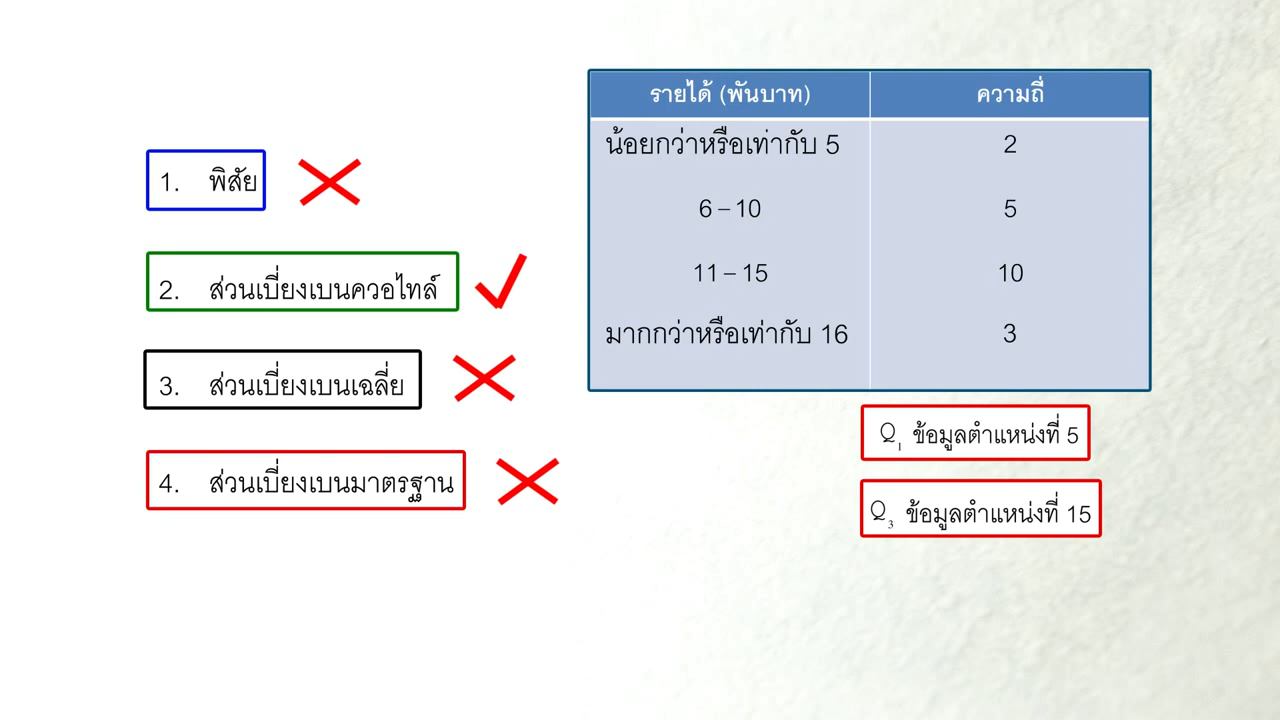 1. พิสัย
2. ส่วนเบี่ยงเบนควอไทล์
3. ส่วนเบี่ยงเบนเฉลี่ย
4. ส่วนเบี่ยงเบนมาตรฐาน
รายได้ (พันบาท) ความถี่
น้อยกว่าหรือเท่ากับ 5 2
6 – 10 5
11 – 15 10
มากกว่าหรือเท่ากับ 16 3
Q₁ ข้อมูลตำแหน่งที่ 5
Q₃ ข้อมูลตำแหน่งที่ 15